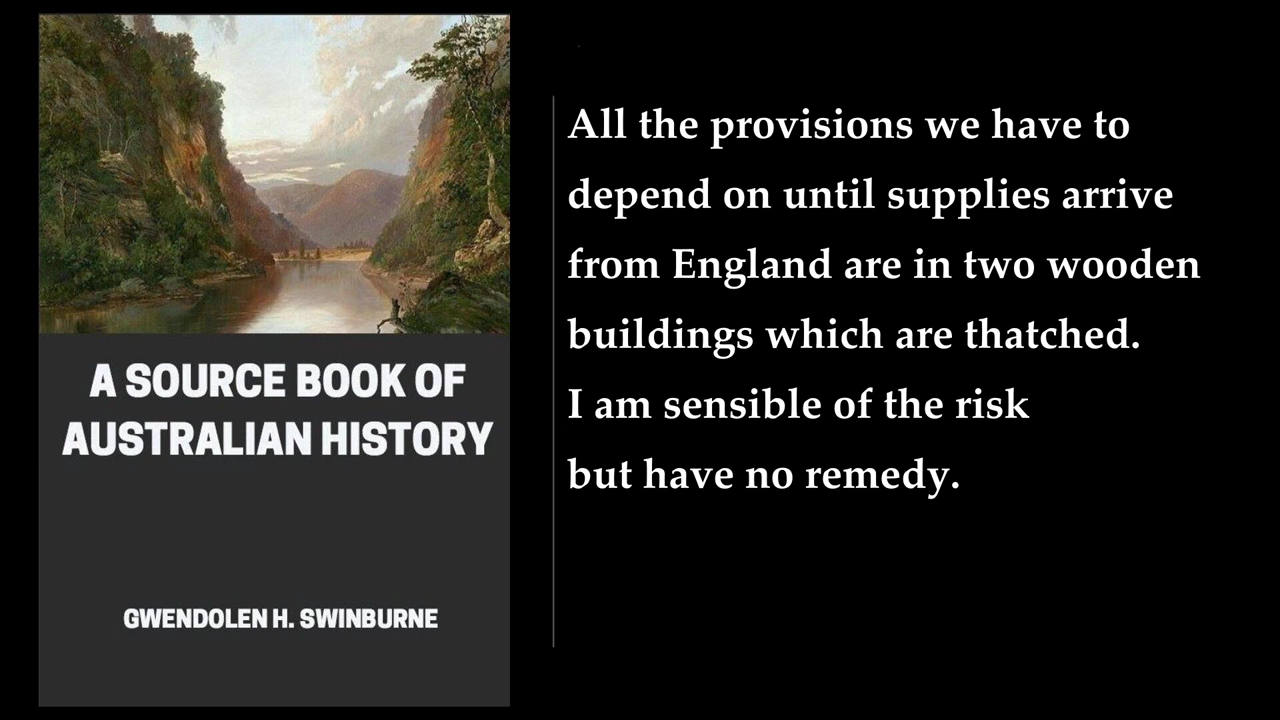 A SOURCE BOOK OF
AUSTRALIAN HISTORY
GWENDOLEN H. SWINBURNE
All the provisions we have to
depend on until supplies arrive
from England are in two wooden
buildings which are thatched.
I am sensible of the risk
but have no remedy.